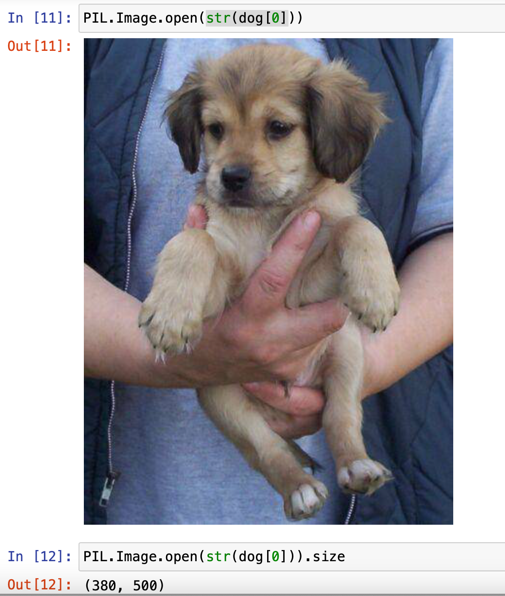 In [11]: PIL.Image.open(str(dog[0]))
Out[11]:
In [12]: PIL.Image.open(str(dog[0])).size
Out[12]: (380, 500)